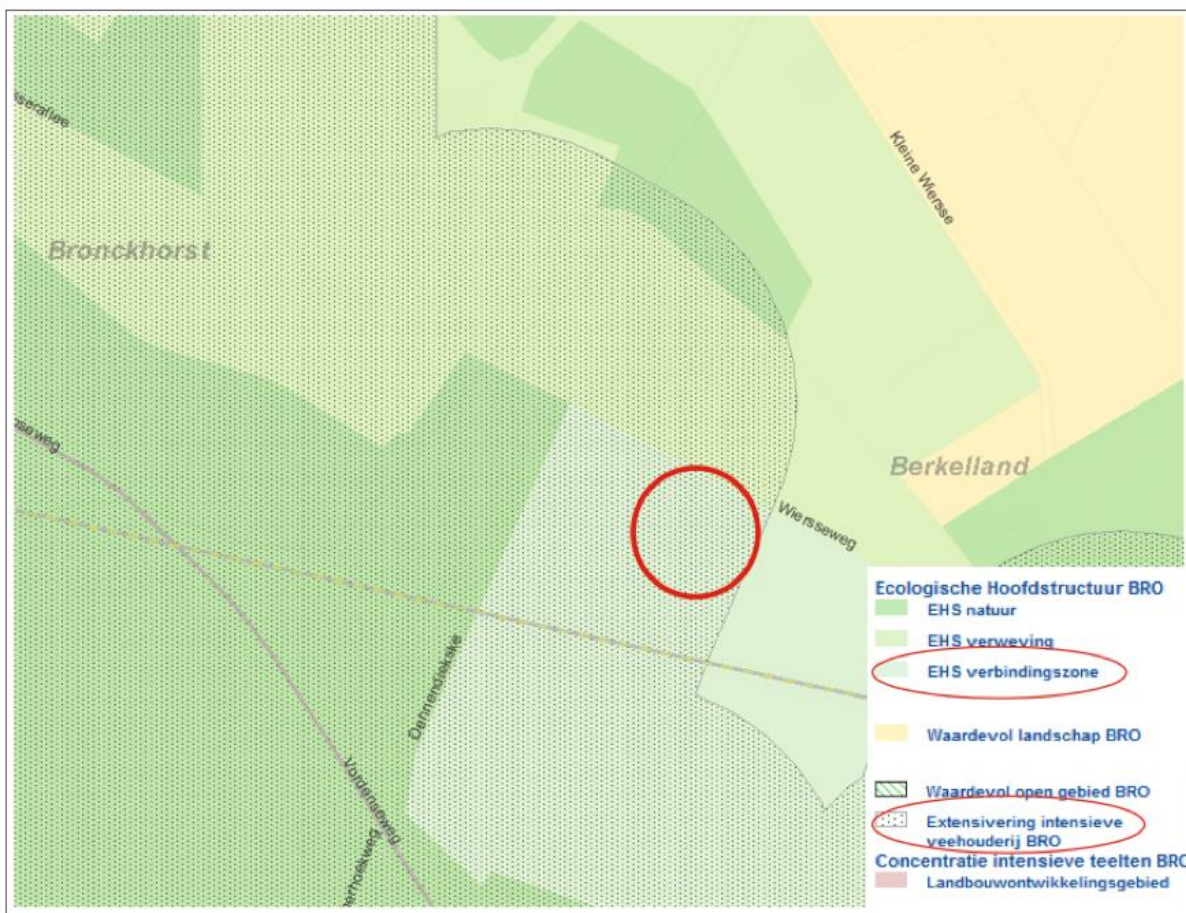 Kleine Wiersse
Bronckhorst
Berkelland
Wiersseweg
Dennendiekske
Vordenseweg
Ecologische Hoofdstructuur BRO
EHS natuur
EHS verweving
EHS verbindingszone
Waardevol landschap BRO
Waardevol open gebied BRO
Extensivering intensieve
veehouderij BRO
Concentratie intensieve teelten BRO
Landbouwontwikkelingsgebied